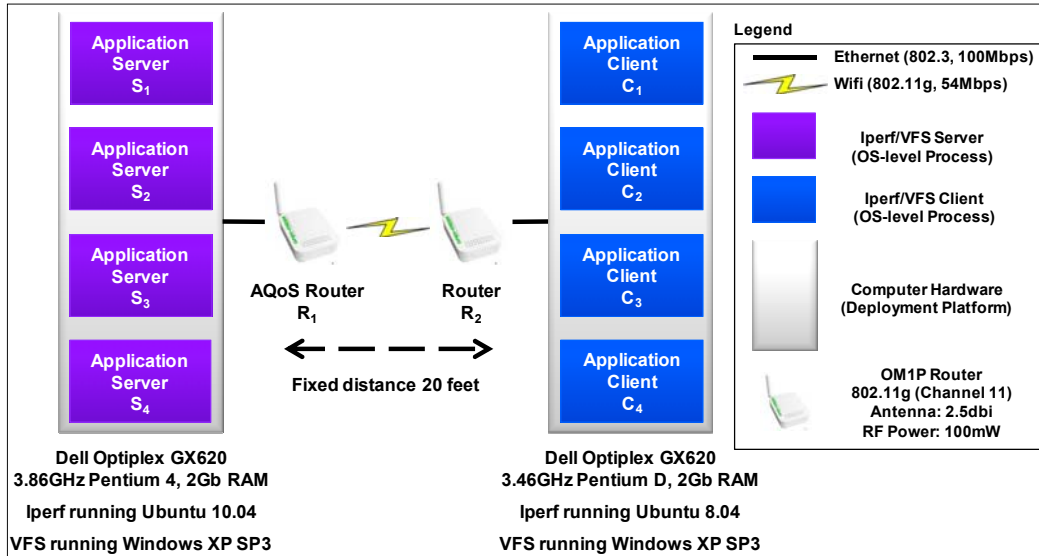 Application
Server
S1
Application
Server
S2
Application
Server
S3
Application
Server
S4
Dell Optiplex GX620
3.86GHz Pentium 4, 2Gb RAM
Iperf running Ubuntu 10.04
VFS running Windows XP SP3
AQoS Router
R1
Router
R2
Fixed distance 20 feet
Application
Client
C1
Application
Client
C2
Application
Client
C3
Application
Client
C4
Dell Optiplex GX620
3.46GHz Pentium D, 2Gb RAM
Iperf running Ubuntu 8.04
VFS running Windows XP SP3
Legend
Ethernet (802.3, 100Mbps)
Wifi (802.11g, 54Mbps)
Iperf/VFS Server
(OS-level Process)
Iperf/VFS Client
(OS-level Process)
Computer Hardware
(Deployment Platform)
OM1P Router
802.11g (Channel 11)
Antenna: 2.5dbi
RF Power: 100mW